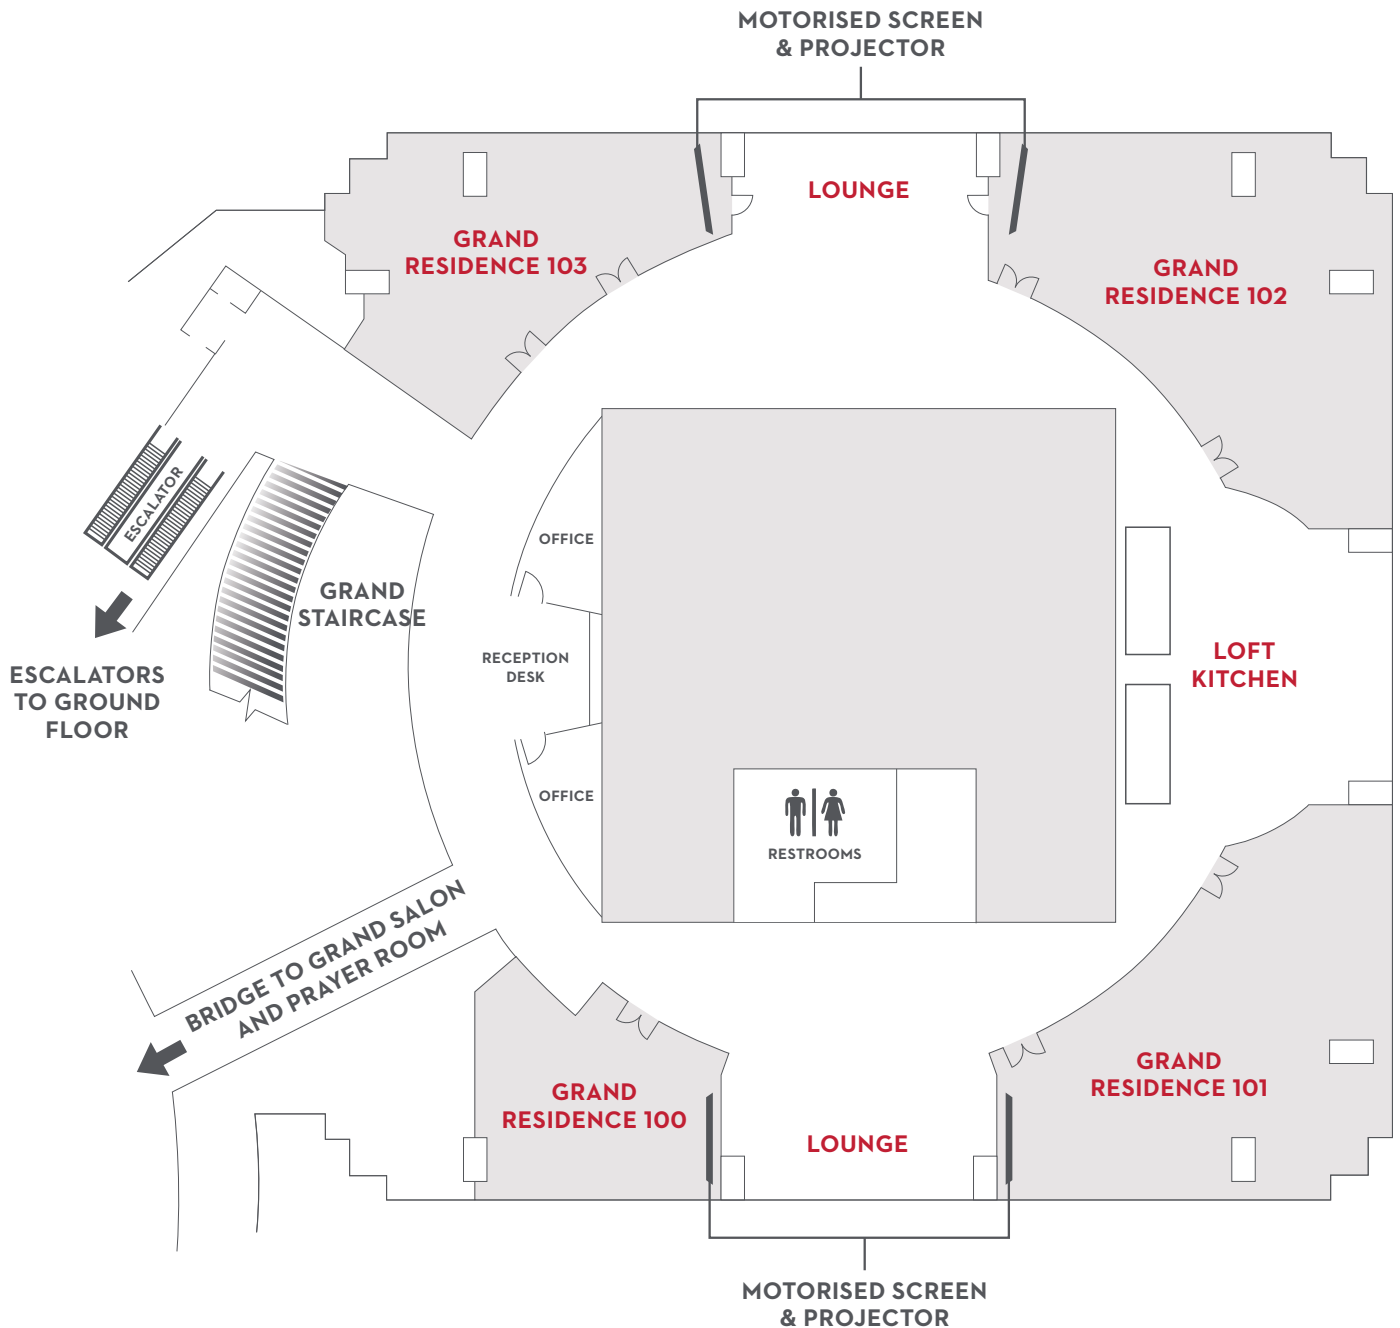 MOTORISED SCREEN
& PROJECTOR
LOUNGE
GRAND
RESIDENCE 103
GRAND
RESIDENCE 102
ESCALATOR
OFFICE
GRAND
STAIRCASE
RECEPTION
DESK
LOFT
KITCHEN
ESCALATORS
TO GROUND
FLOOR
OFFICE
RESTROOMS
BRIDGE TO GRAND SALON
AND PRAYER ROOM
GRAND
RESIDENCE 100
GRAND
RESIDENCE 101
LOUNGE
MOTORISED SCREEN
& PROJECTOR